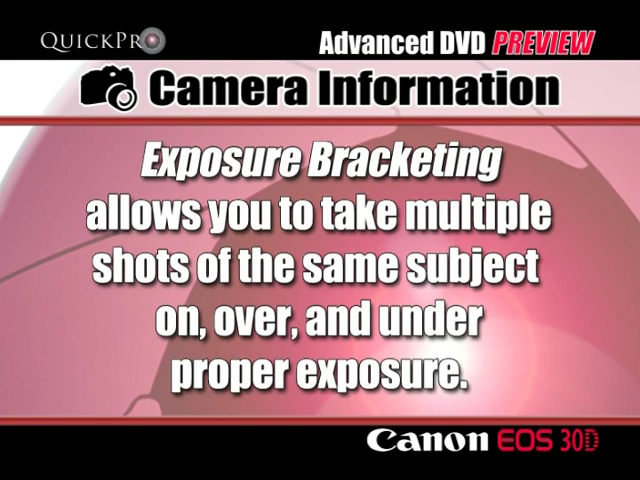 QUICKPRO
Advanced DVD PREVIEW
Camera Information
Exposure Bracketing
allows you to take multiple
shots of the same subject
on, over, and under
proper exposure.
Canon EOS 30D